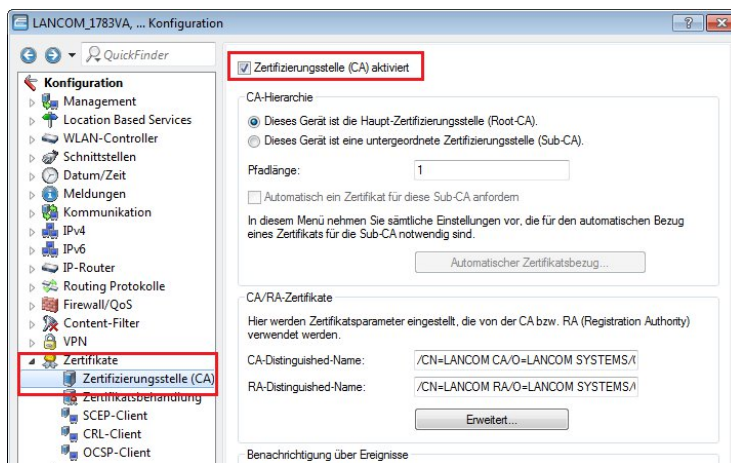 LANCOM_1783VA, ... Konfiguration
QuickFinder
Konfiguration
Management
Location Based Services
WLAN-Controller
Schnittstellen
Datum/Zeit
Meldungen
Kommunikation
IPv4
IPv6
IP-Router
Routing Protokolle
Firewall/QoS
Content-Filter
VPN
Zertifikate
Zertifizierungsstelle (CA)
Zertifikatsbehandlung
SCEP-Client
CRL-Client
OCSP-Client
Zertifizierungsstelle (CA) aktiviert
CA-Hierarchie
Dieses Gerät ist die Haupt-Zertifizierungsstelle (Root-CA).
Dieses Gerät ist eine untergeordnete Zertifizierungsstelle (Sub-CA).
Pfadlänge: 1
Automatisch ein Zertifikat für diese Sub-CA anfordern
In diesem Menü nehmen Sie sämtliche Einstellungen vor, die für den automatischen Bezug
eines Zertifikats für die Sub-CA notwendig sind.
Automatischer Zertifikatsbezug...
CA/RA-Zertifikate
Hier werden Zertifikatsparameter eingestellt, die von der CA bzw. RA (Registration Authority)
verwendet werden.
CA-Distinguished-Name: /CN=LANCOM CA/O=LANCOM SYSTEMS/
RA-Distinguished-Name: /CN=LANCOM RA/O=LANCOM SYSTEMS/
Erweitert...
Benachrichtigung über Ereignisse